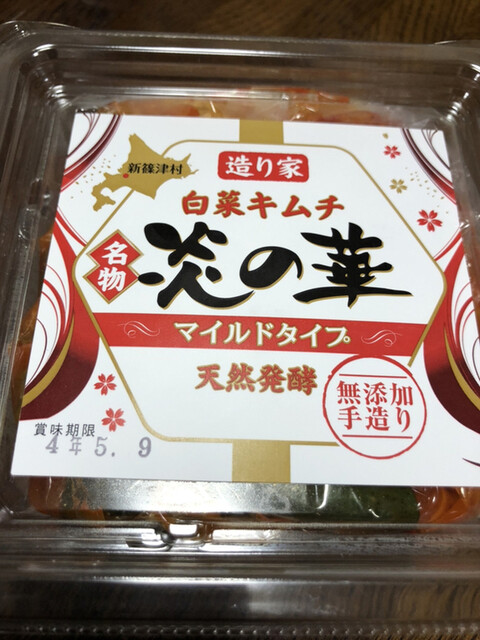 新篠津村
造り家
白菜キムチ
名物
炎の華
マイルドタイプ
天然発酵
無添加
手造り
賞味期限
4年5.9